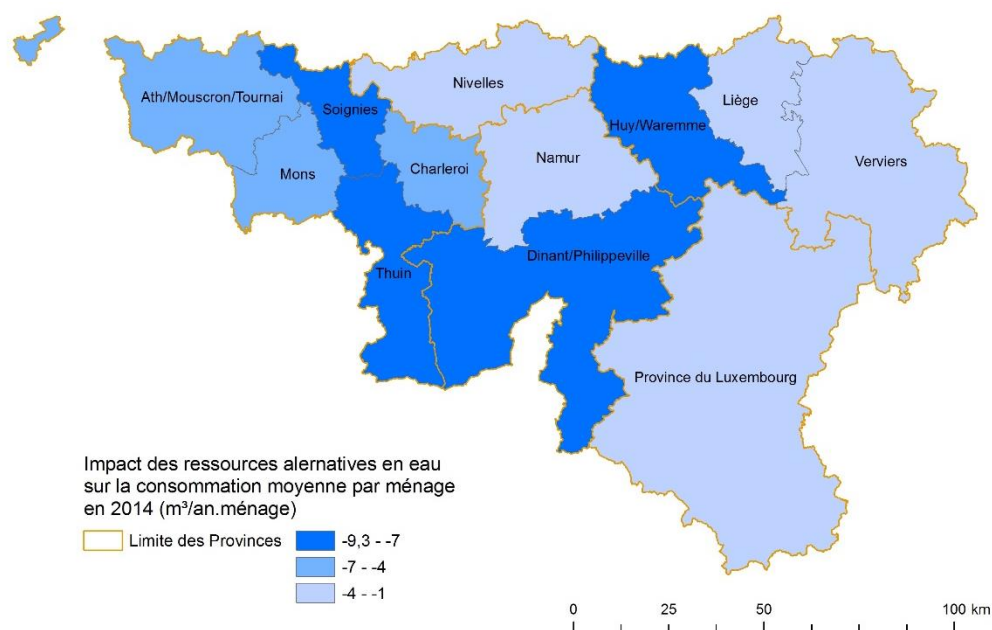 Ath/Mouscron/Tournai
Soignies
Nivelles
Liège
Huy/Waremme
Mons
Charleroi
Namur
Verviers
Thuin
Dinant/Philippeville
Province du Luxembourg
Impact des ressources alernatives en eau
sur la consommation moyenne par ménage
en 2014 (m³/an.ménage)
Limite des Provinces
-9,3 - -7
-7 - -4
-4 - -1
0 25 50 100 km